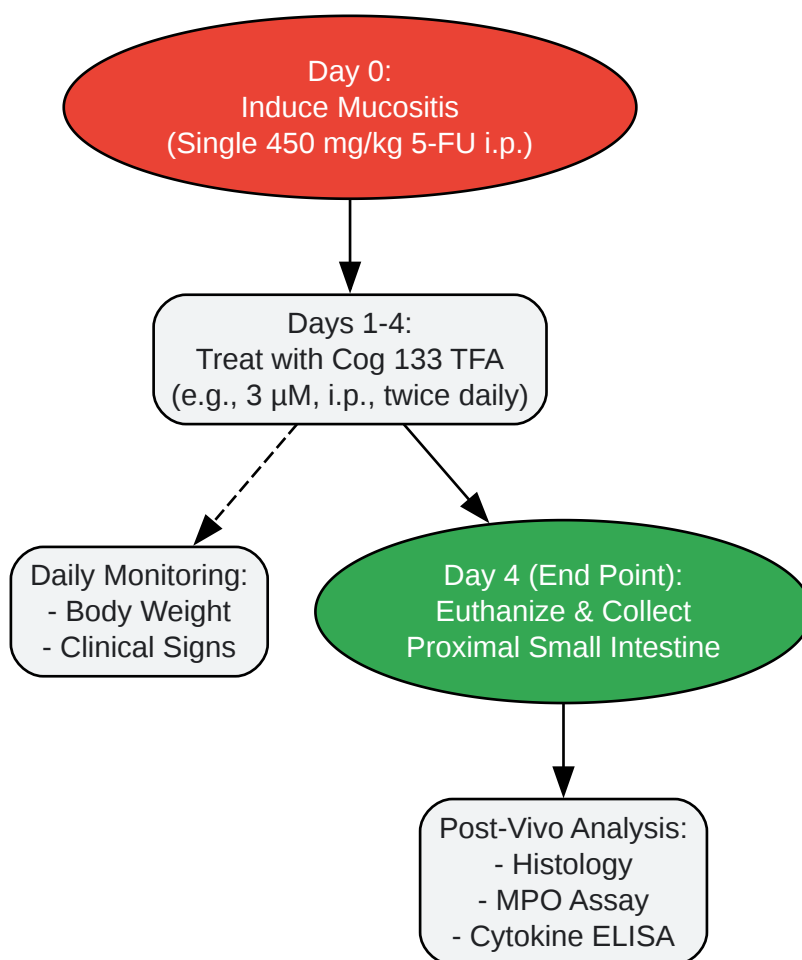 Day 0:
Induce Mucositis
(Single 450 mg/kg 5-FU i.p.)
Days 1-4:
Treat with Cog 133 TFA
(e.g., 3 µM, i.p., twice daily)
Daily Monitoring:
- Body Weight
- Clinical Signs
Day 4 (End Point):
Euthanize & Collect
Proximal Small Intestine
Post-Vivo Analysis:
- Histology
- MPO Assay
- Cytokine ELISA